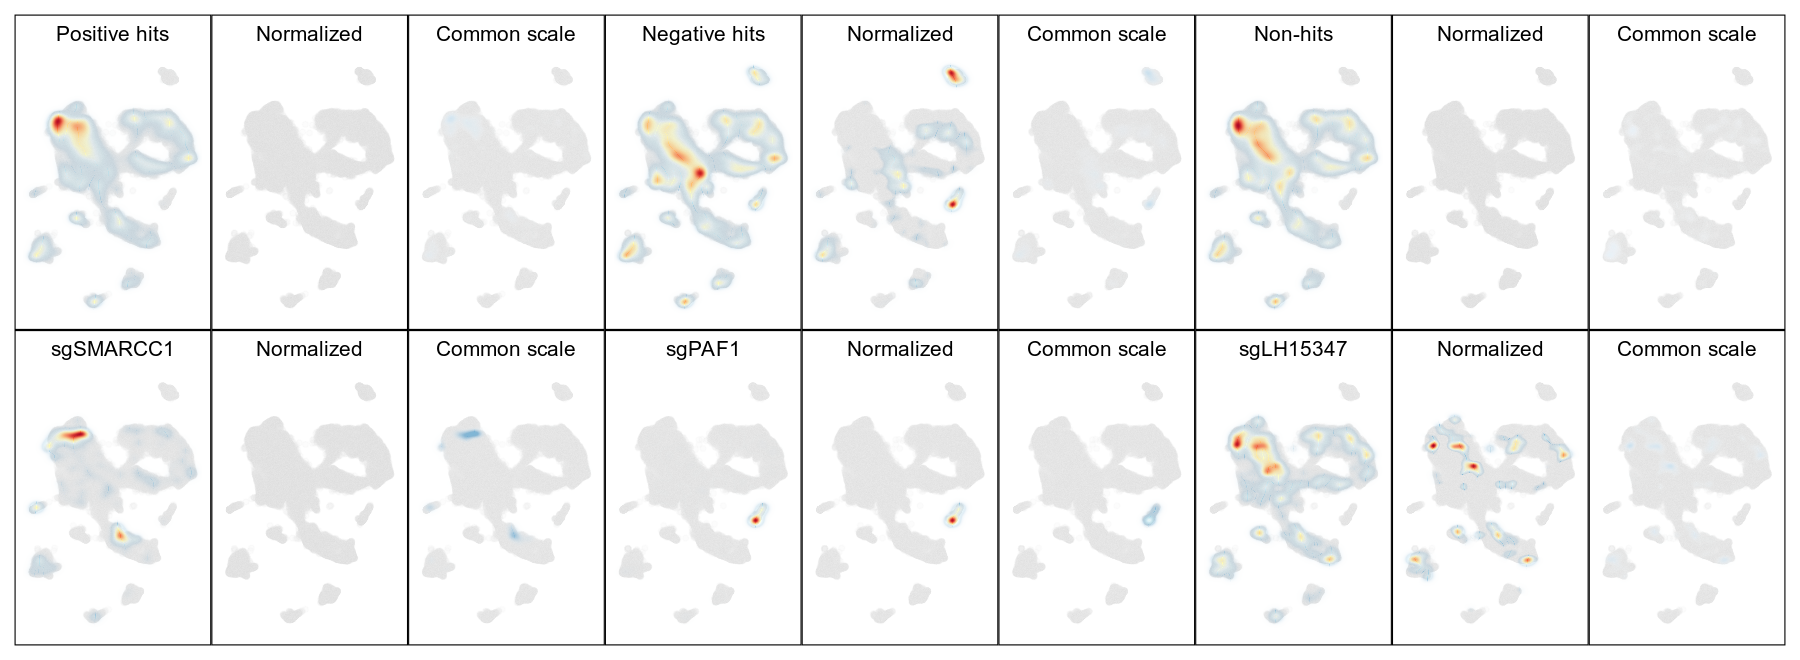 Positive hits Normalized Common scale Negative hits Normalized Common scale Non-hits Normalized Common scale
sgSMARCC1 Normalized Common scale sgPAF1 Normalized Common scale sgLH15347 Normalized Common scale